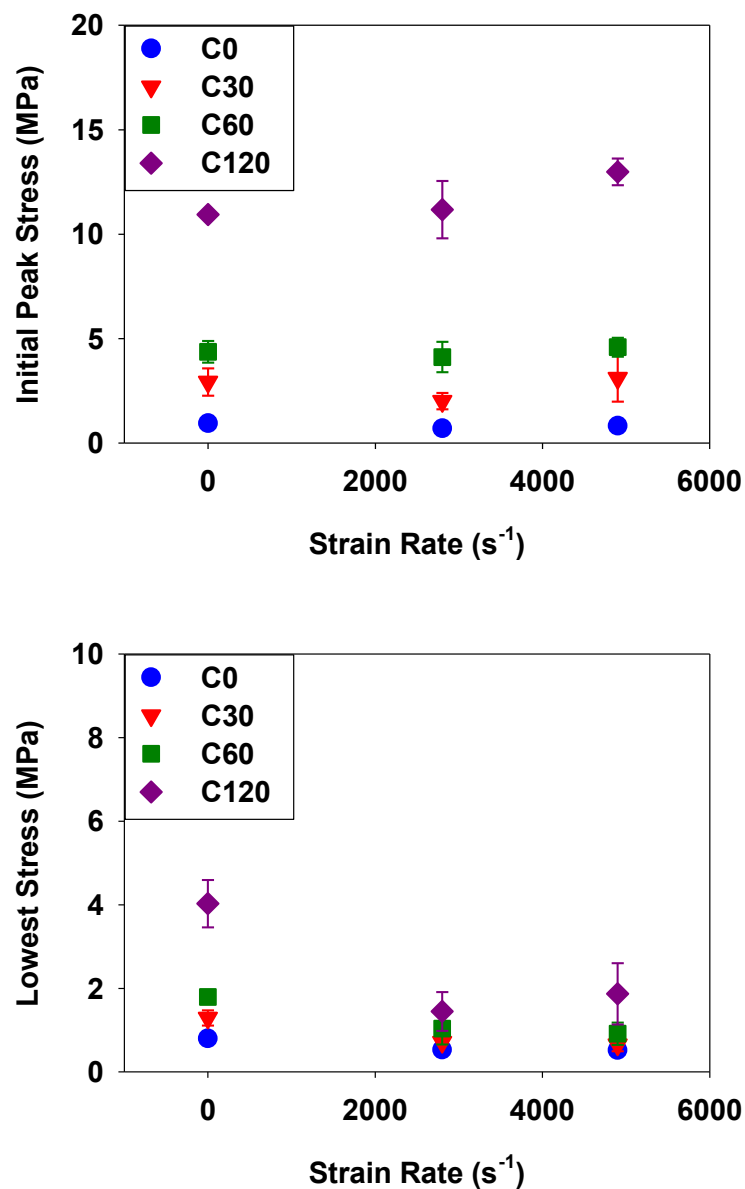 20
15
10
5
0
Initial Peak Stress (MPa)
C0
C30
C60
C120
0
2000
4000
6000
Strain Rate (s⁻¹)
10
8
6
4
2
0
Lowest Stress (MPa)
C0
C30
C60
C120
0
2000
4000
6000
Strain Rate (s⁻¹)